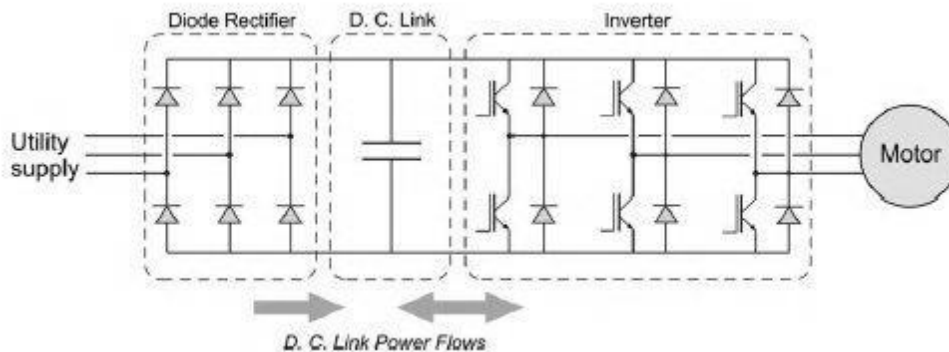 Diode Rectifier
D. C. Link
Inverter
Utility
supply
Motor
D. C. Link Power Flows